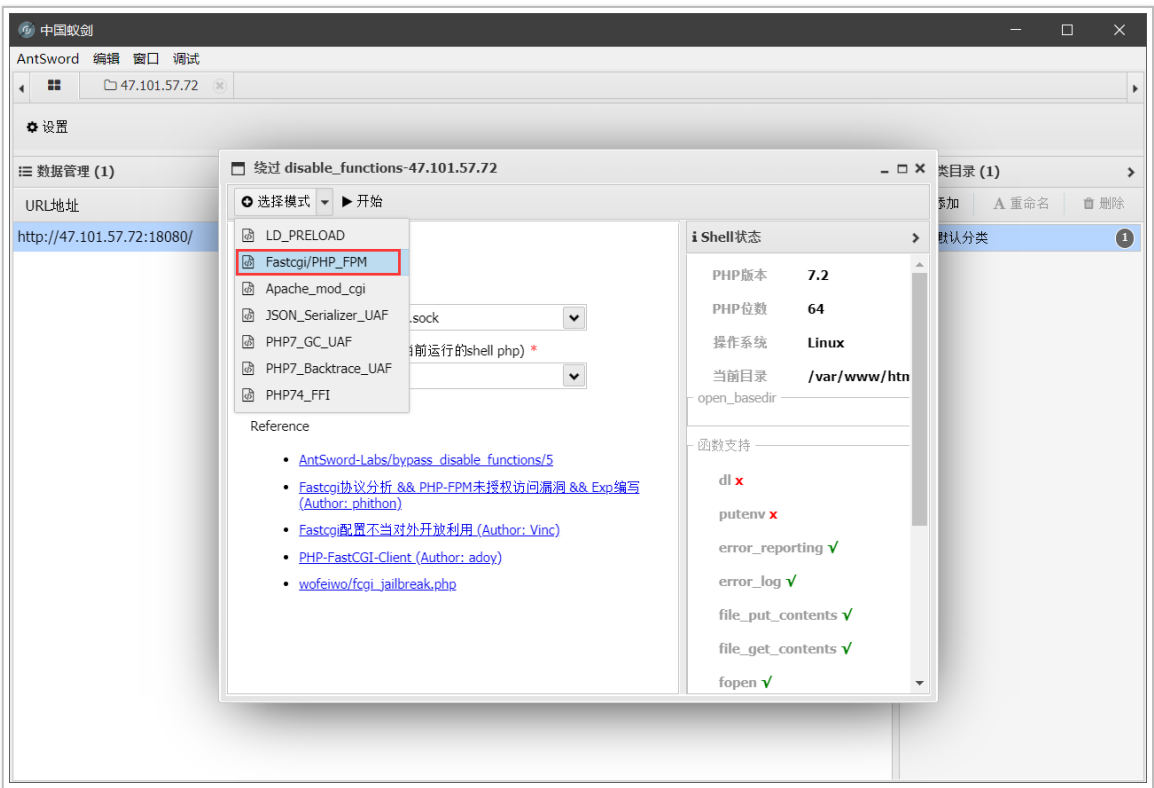 中国蚁剑
AntSword 编辑 窗口 调试
47.101.57.72
设置
数据管理 (1)
URL地址
http://47.101.57.72:18080/
绕过 disable_functions-47.101.57.72
选择模式 开始
LD_PRELOAD
Fastcgi/PHP_FPM
Apache_mod_cgi
JSON_Serializer_UAF
PHP7_GC_UAF
PHP7_Backtrace_UAF
PHP74_FFI
.sock
前运行的shell php) *
Reference
AntSword-Labs/bypass_disable_functions/5
Fastcgi协议分析 && PHP-FPM未授权访问漏洞 && Exp编写
(Author: phithon)
Fastcgi配置不当对外开放利用 (Author: Vinc)
PHP-FastCGI-Client (Author: adoy)
wofeiwo/fcgi_jailbreak.php
Shell状态
PHP版本 7.2
PHP位数 64
操作系统 Linux
当前目录 /var/www/htm
open_basedir
函数支持
dl x
putenv x
error_reporting √
error_log √
file_put_contents √
file_get_contents √
fopen √
类目录 (1)
添加 重命名 删除
默认分类 1